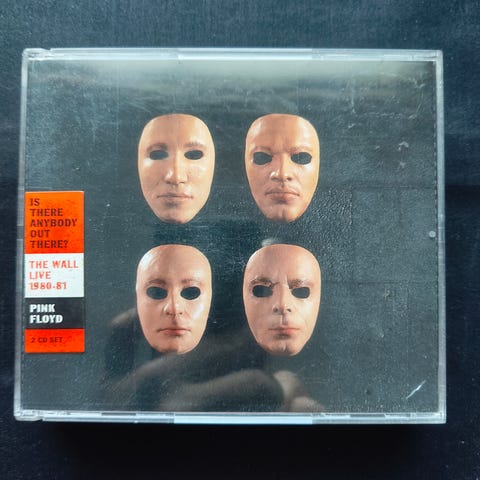 IS
THERE
ANYBODY
OUT
THERE?
THE WALL
LIVE
1980-81
PINK
FLOYD
2 CD SET